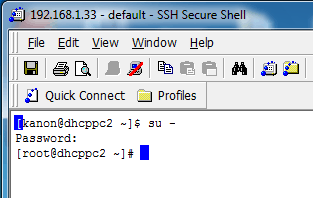 192.168.1.33 - default - SSH Secure Shell
File Edit View Window Help
Quick Connect Profiles
[kanon@dhcppc2 ~]$ su -
Password:
[root@dhcppc2 ~]#